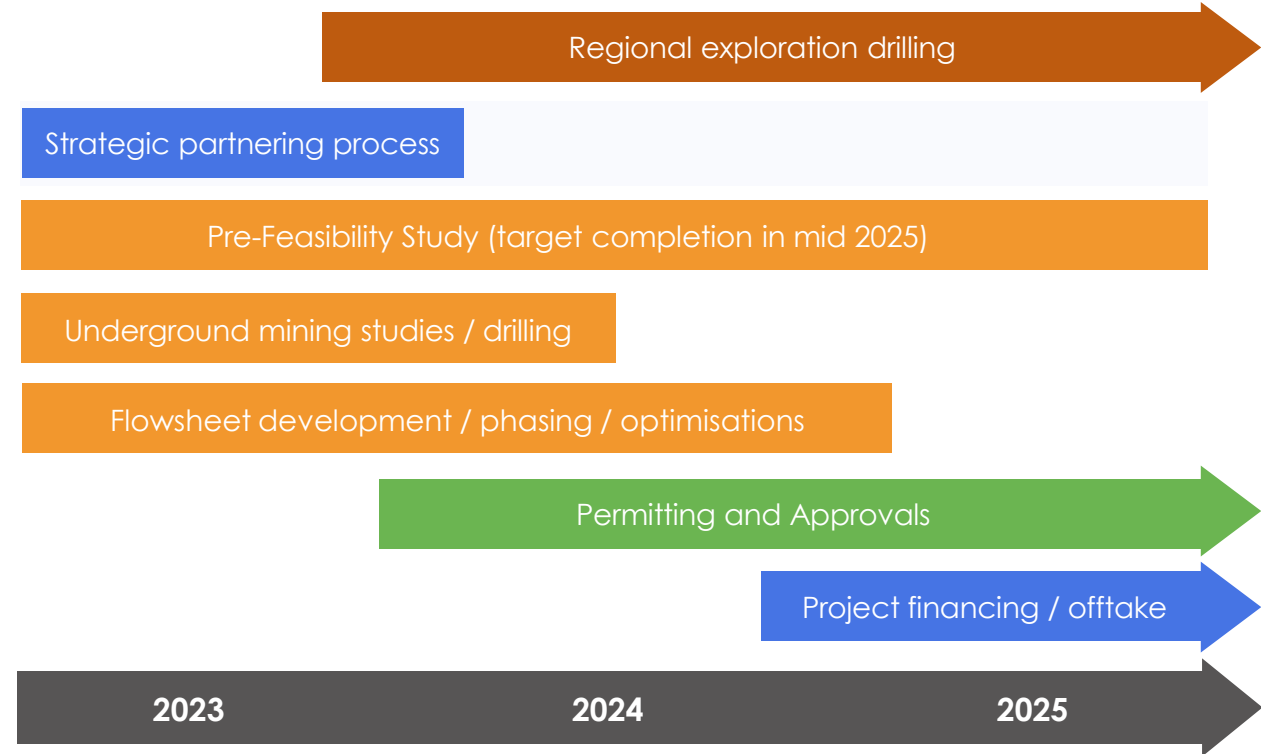 Regional exploration drilling
Strategic partnering process
Pre-Feasibility Study (target completion in mid 2025)
Underground mining studies / drilling
Flowsheet development / phasing / optimisations
Permitting and Approvals
Project financing / offtake
2023 2024 2025